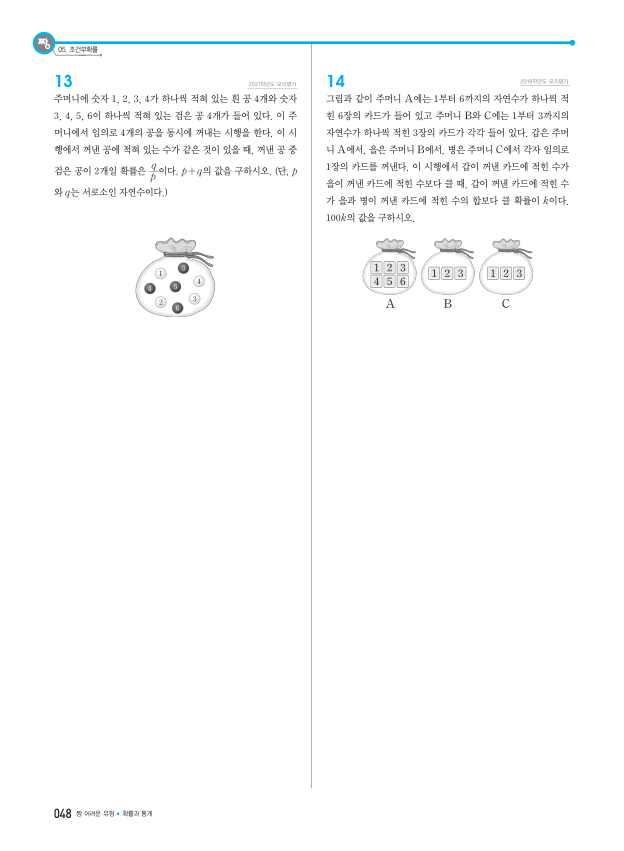 짱
05. 조건부확률
13
2021학년도 모의평가
주머니에 숫자 1, 2, 3, 4가 하나씩 적혀 있는 흰 공 4개와 숫자
3, 4, 5, 6이 하나씩 적혀 있는 검은 공 4개가 들어 있다. 이 주
머니에서 임의로 4개의 공을 동시에 꺼내는 시행을 한다. 이 시
행에서 꺼낸 공에 적혀 있는 수가 같은 것이 있을 때, 꺼낸 공 중
검은 공이 2개일 확률은 q/p이다. p+q의 값을 구하시오. (단, p
와 q는 서로소인 자연수이다.)
1 3 4
4 5
2 3
6
14
2018학년도 모의평가
그림과 같이 주머니 A에는 1부터 6까지의 자연수가 하나씩 적
힌 6장의 카드가 들어 있고 주머니 B와 C에는 1부터 3까지의
자연수가 하나씩 적힌 3장의 카드가 각각 들어 있다. 갑은 주머
니 A에서, 을은 주머니 B에서, 병은 주머니 C에서 각자 임의로
1장의 카드를 꺼낸다. 이 시행에서 갑이 꺼낸 카드에 적힌 수가
을이 꺼낸 카드에 적힌 수보다 클 때, 갑이 꺼낸 카드에 적힌 수
가 을과 병이 꺼낸 카드에 적힌 수의 합보다 클 확률이 k이다.
100k의 값을 구하시오.
1 2 3
4 5 6
1 2 3
1 2 3
A B C
048 짱 어려운 유형 • 확률과 통계